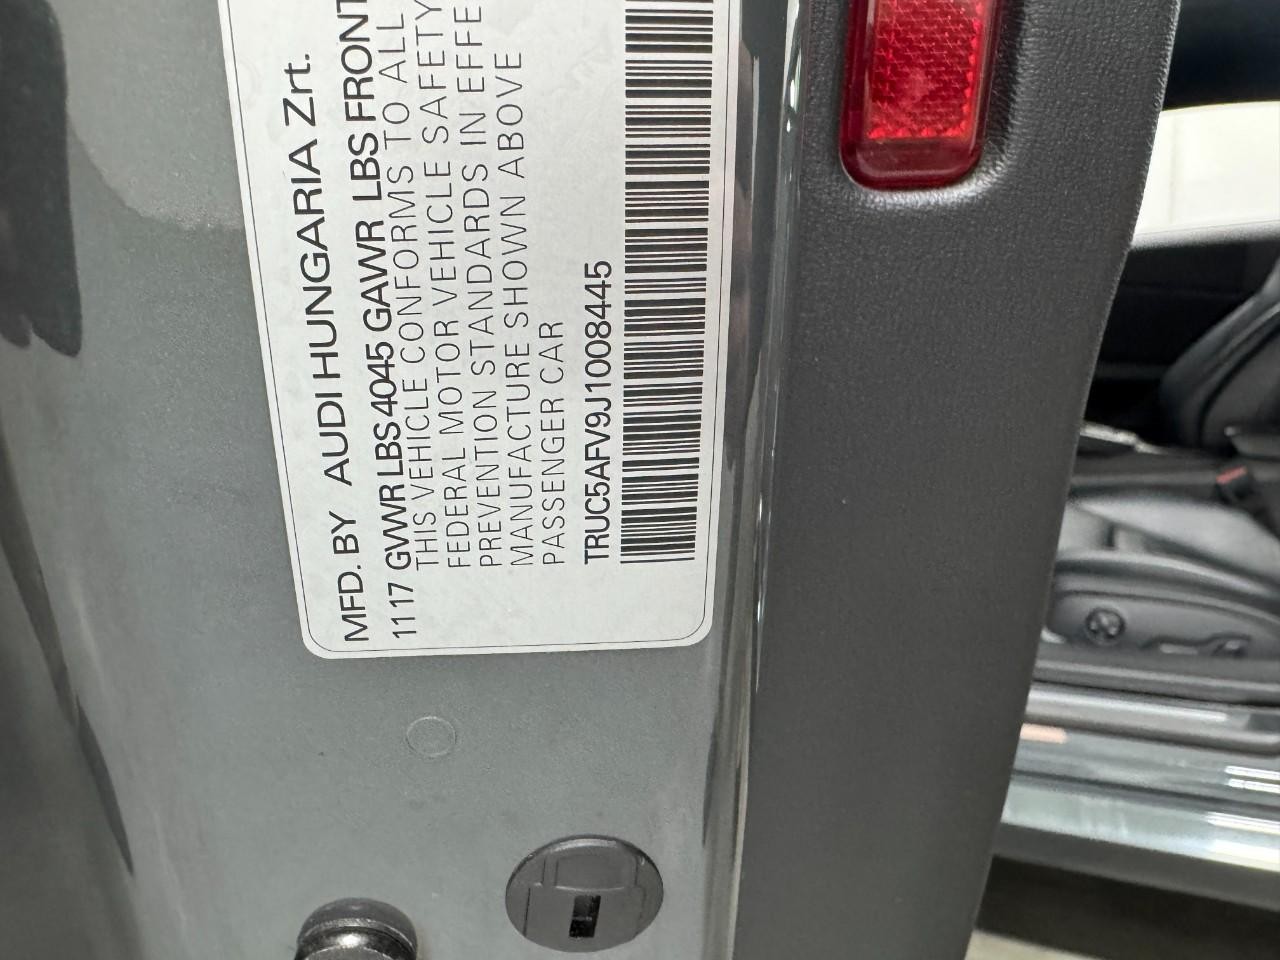 MFD. BY AUDI HUNGARIA Zrt.
1117 GVWR LBS 4045 GAWR LBS FRONT
THIS VEHICLE CONFORMS TO ALL
FEDERAL MOTOR VEHICLE SAFETY
PREVENTION STANDARDS IN EFFE
MANUFACTURE SHOWN ABOVE
PASSENGER CAR
TRUC5AFV9J1008445